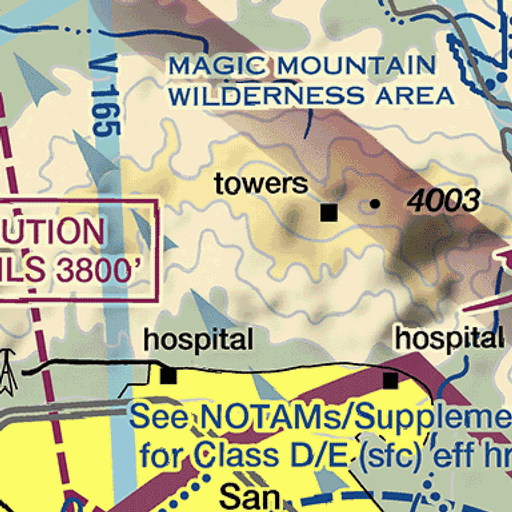 V 165
MAGIC MOUNTAIN
WILDERNESS AREA
towers
4003
UTION
ILS 3800’
hospital
hospital
See NOTAMs/Suppleme
for Class D/E (sfc) eff hr
San